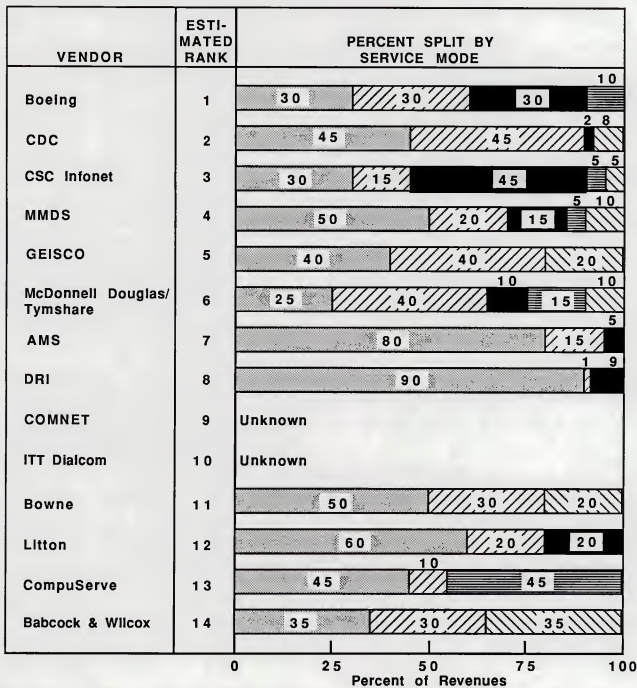 VENDOR
ESTI-
MATED
RANK
PERCENT SPLIT BY
SERVICE MODE
Boeing 1 30 30 30 10
CDC 2 45 45 2 8
CSC Infonet 3 30 15 45 5 5
MMDS 4 50 20 15 5 10
GEISCO 5 40 40 20
McDonnell Douglas/
Tymshare 6 25 40 10 15 10
AMS 7 80 15 5
DRI 8 90 1 9
COMNET 9 Unknown
ITT Dialcom 10 Unknown
Bowne 11 50 30 20
Litton 12 60 20 20
CompuServe 13 45 10 45
Babcock & Wilcox 14 35 30 35
0 25 50 75 100
Percent of Revenues